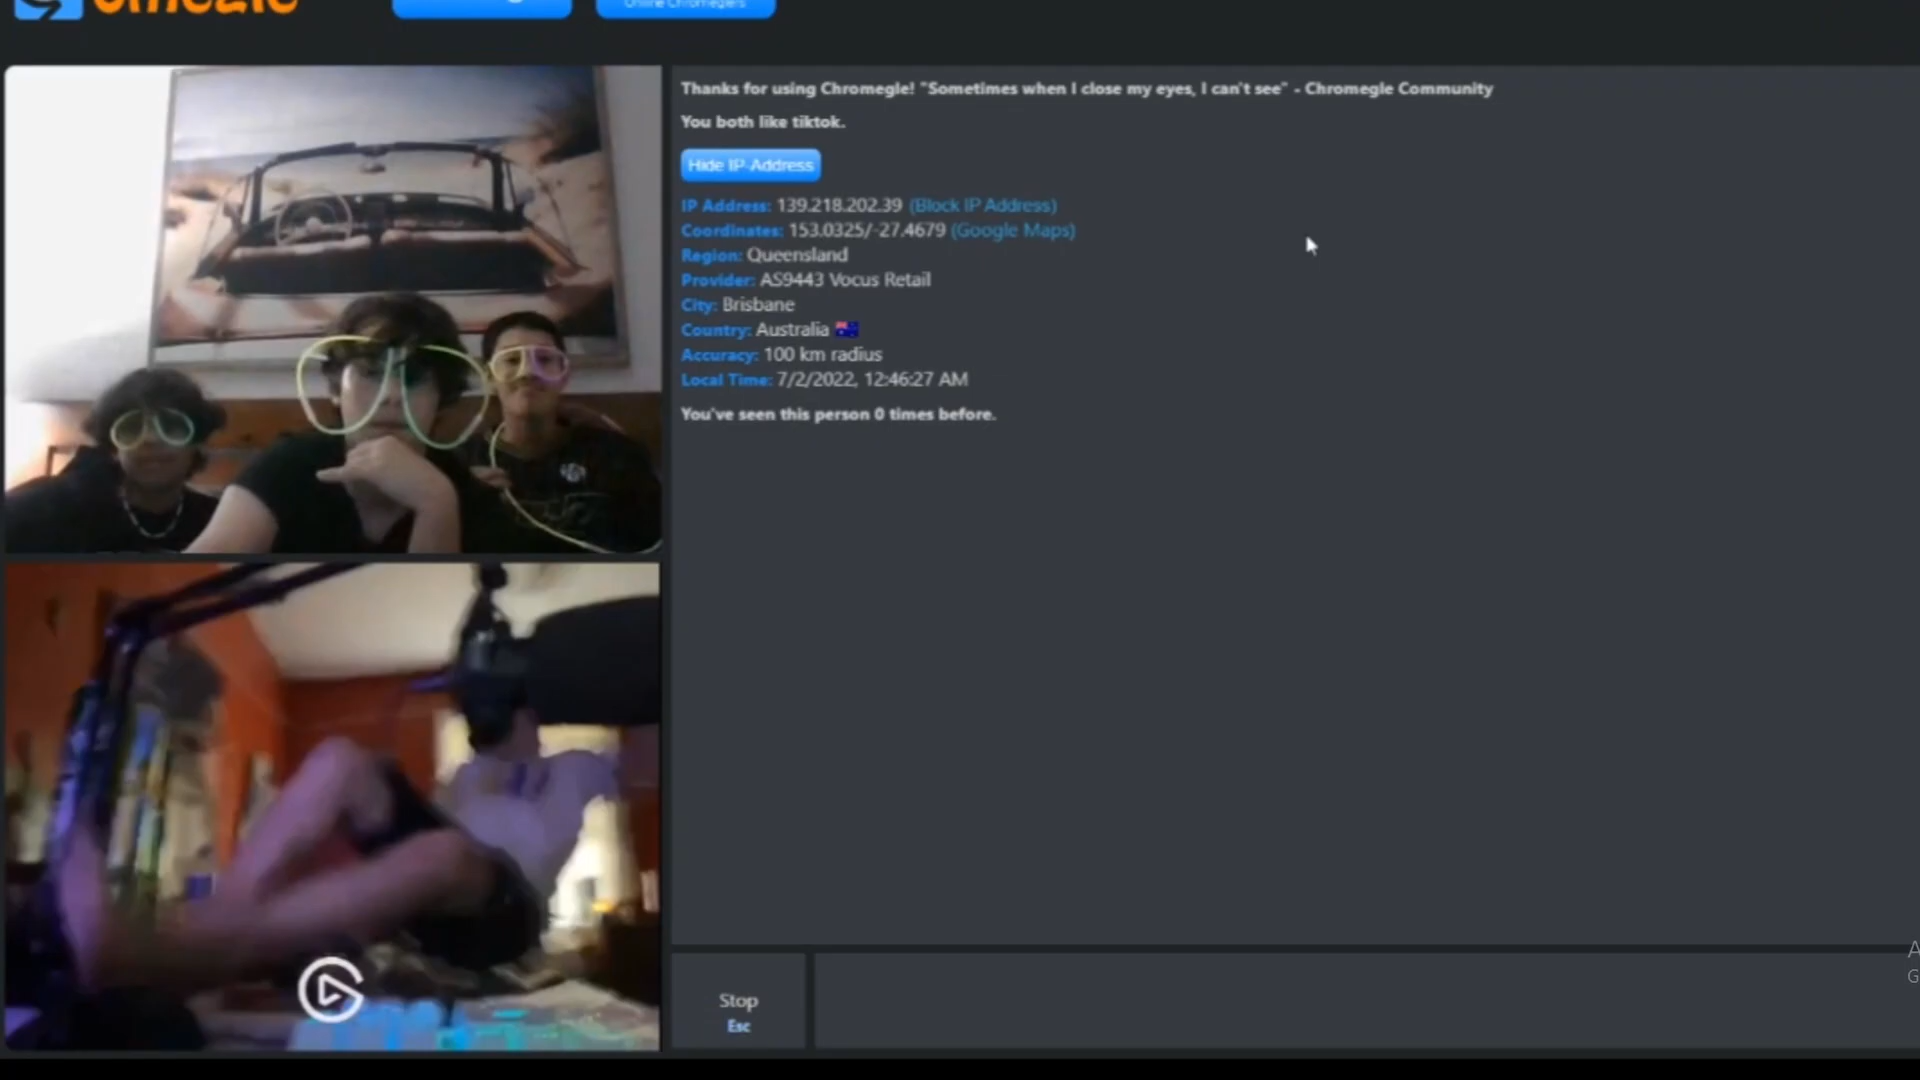 omegle
Online Chromeglers
Thanks for using Chromegle! "Sometimes when I close my eyes, I can't see" - Chromegle Community
You both like tiktok.
Hide IP-Address
IP Address: 139.218.202.39 (Block IP Address)
Coordinates: 153.0325/-27.4679 (Google Maps)
Region: Queensland
Provider: AS9443 Vocus Retail
City: Brisbane
Country: Australia
Accuracy: 100 km radius
Local Time: 7/2/2022, 12:46:27 AM
You've seen this person 0 times before.
A
G
Stop
Esc